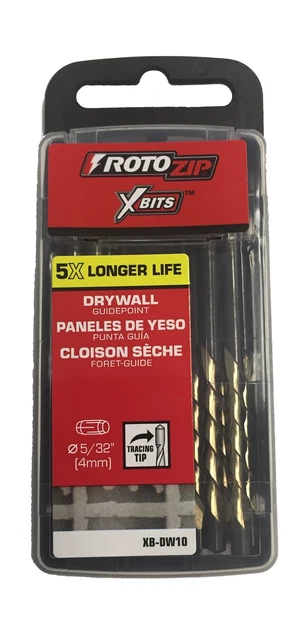 ROTOZIP
XBITS™
5X LONGER LIFE
DRYWALL
GUIDEPOINT
PANELES DE YESO
PUNTA GUÍA
CLOISON SÈCHE
FORET-GUIDE
Ø 5/32"
(4mm)
TRACING
TIP
XB-DW10